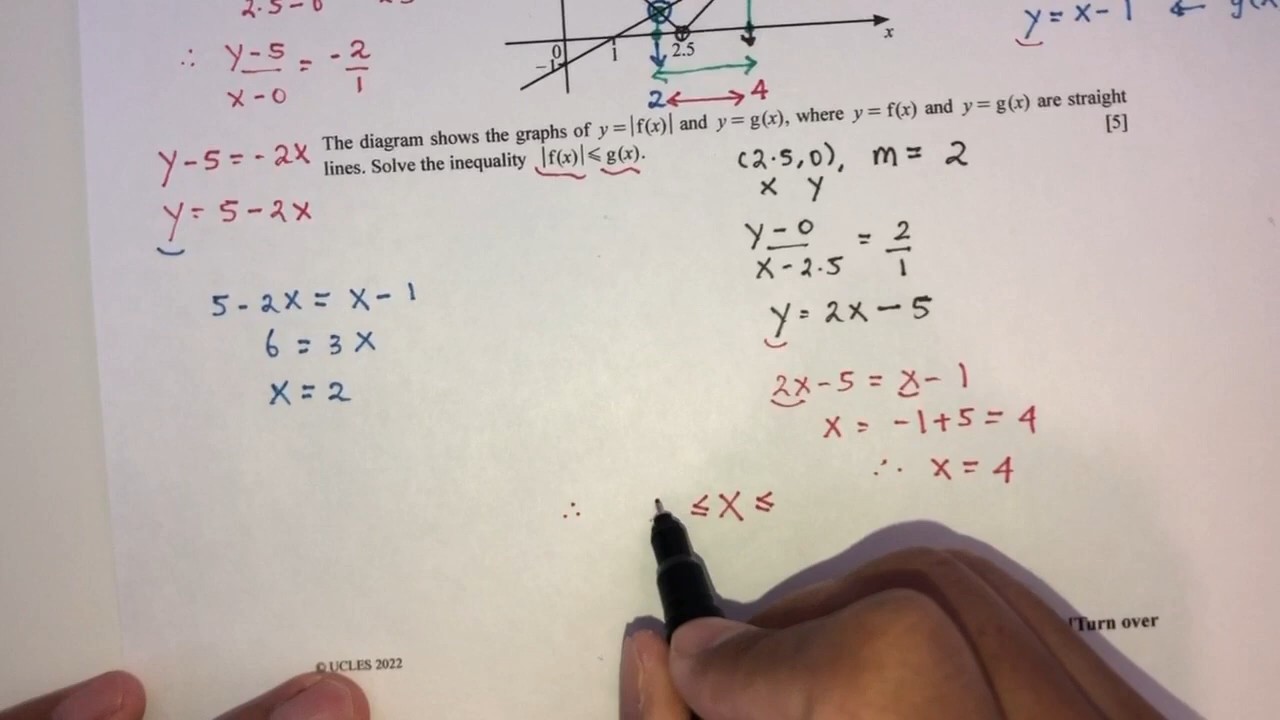 2.5-0
∴ y-5 / x-0 = -2/1
y-5 = -2x
y = 5-2x
y = x-1 ←
0
1
-1
2.5
x
2 4
The diagram shows the graphs of y=|f(x)| and y=g(x), where y=f(x) and y=g(x) are straight
lines. Solve the inequality |f(x)|⩽g(x).
[5]
(2.5,0), m = 2
x y
y-0 / x-2.5 = 2/1
y = 2x-5
5-2x = x-1
6 = 3x
x = 2
2x-5 = x-1
x = -1+5 = 4
∴ x = 4
∴ ≤ x ≤
Turn over
© UCLES 2022